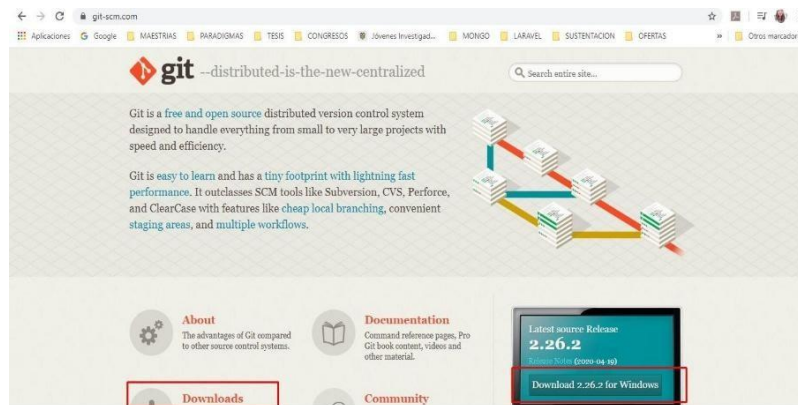 git-scm.com
Aplicaciones Google MAESTRIAS PARADIGMAS TESIS CONGRESOS Jóvenes Investigad... MONGO LARAVEL SUSTENTACION OFERTAS » Otros marcador
git --distributed-is-the-new-centralized
Search entire site...
Git is a free and open source distributed version control system
designed to handle everything from small to very large projects with
speed and efficiency.
Git is easy to learn and has a tiny footprint with lightning fast
performance. It outclasses SCM tools like Subversion, CVS, Perforce,
and ClearCase with features like cheap local branching, convenient
staging areas, and multiple workflows.
About
The advantages of Git compared
to other source control systems.
Documentation
Command reference pages, Pro
Git book content, videos and
other material.
Latest source Release
2.26.2
Release Notes (2020-04-19)
Download 2.26.2 for Windows
Downloads
Community